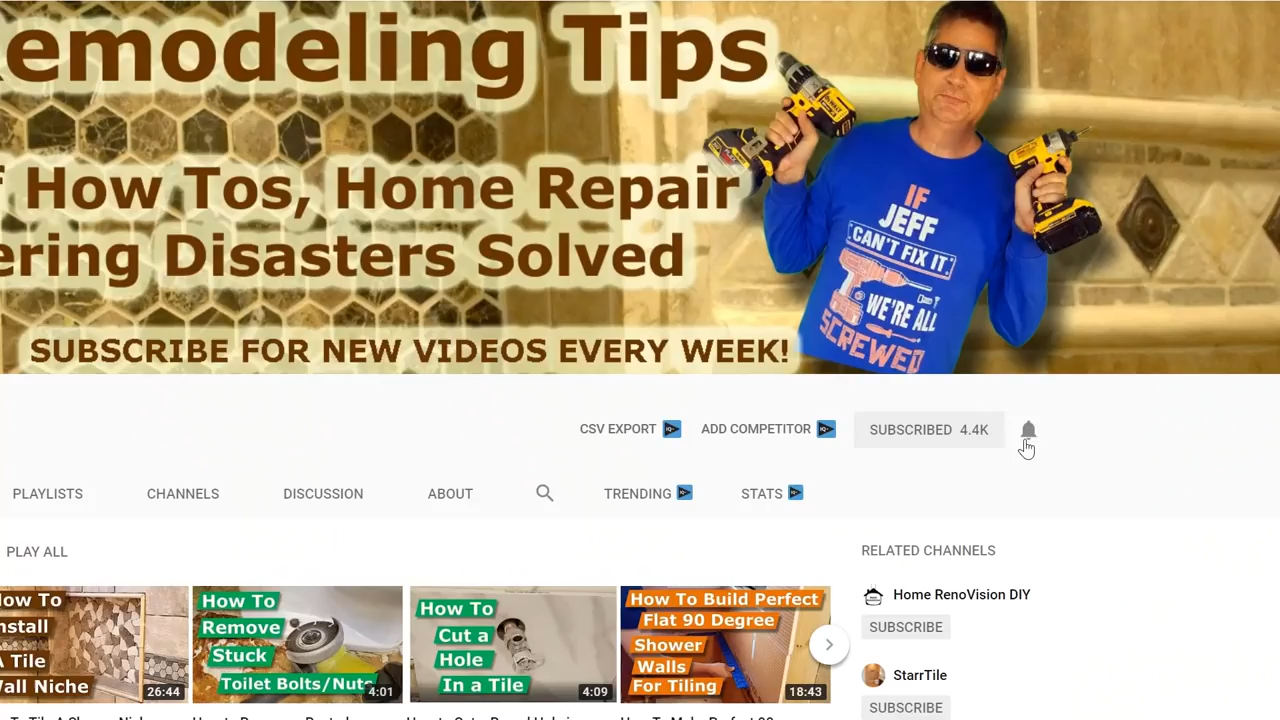 emodeling Tips
How Tos, Home Repair
ering Disasters Solved
SUBSCRIBE FOR NEW VIDEOS EVERY WEEK!
IF
JEFF
CAN'T FIX IT
WE'RE ALL
SCREWED
CSV EXPORT
ADD COMPETITOR
SUBSCRIBED 4.4K
PLAYLISTS
CHANNELS
DISCUSSION
ABOUT
TRENDING
STATS
PLAY ALL
RELATED CHANNELS
Home RenoVision DIY
SUBSCRIBE
StarrTile
SUBSCRIBE
ow To
nstall
A Tile
all Niche
26:44
How To
Remove
Stuck
Toilet Bolts/Nuts
4:01
How To
Cut a
Hole
In a Tile
4:09
How To Build Perfect
Flat 90 Degree
Shower
Walls
For Tiling
18:43